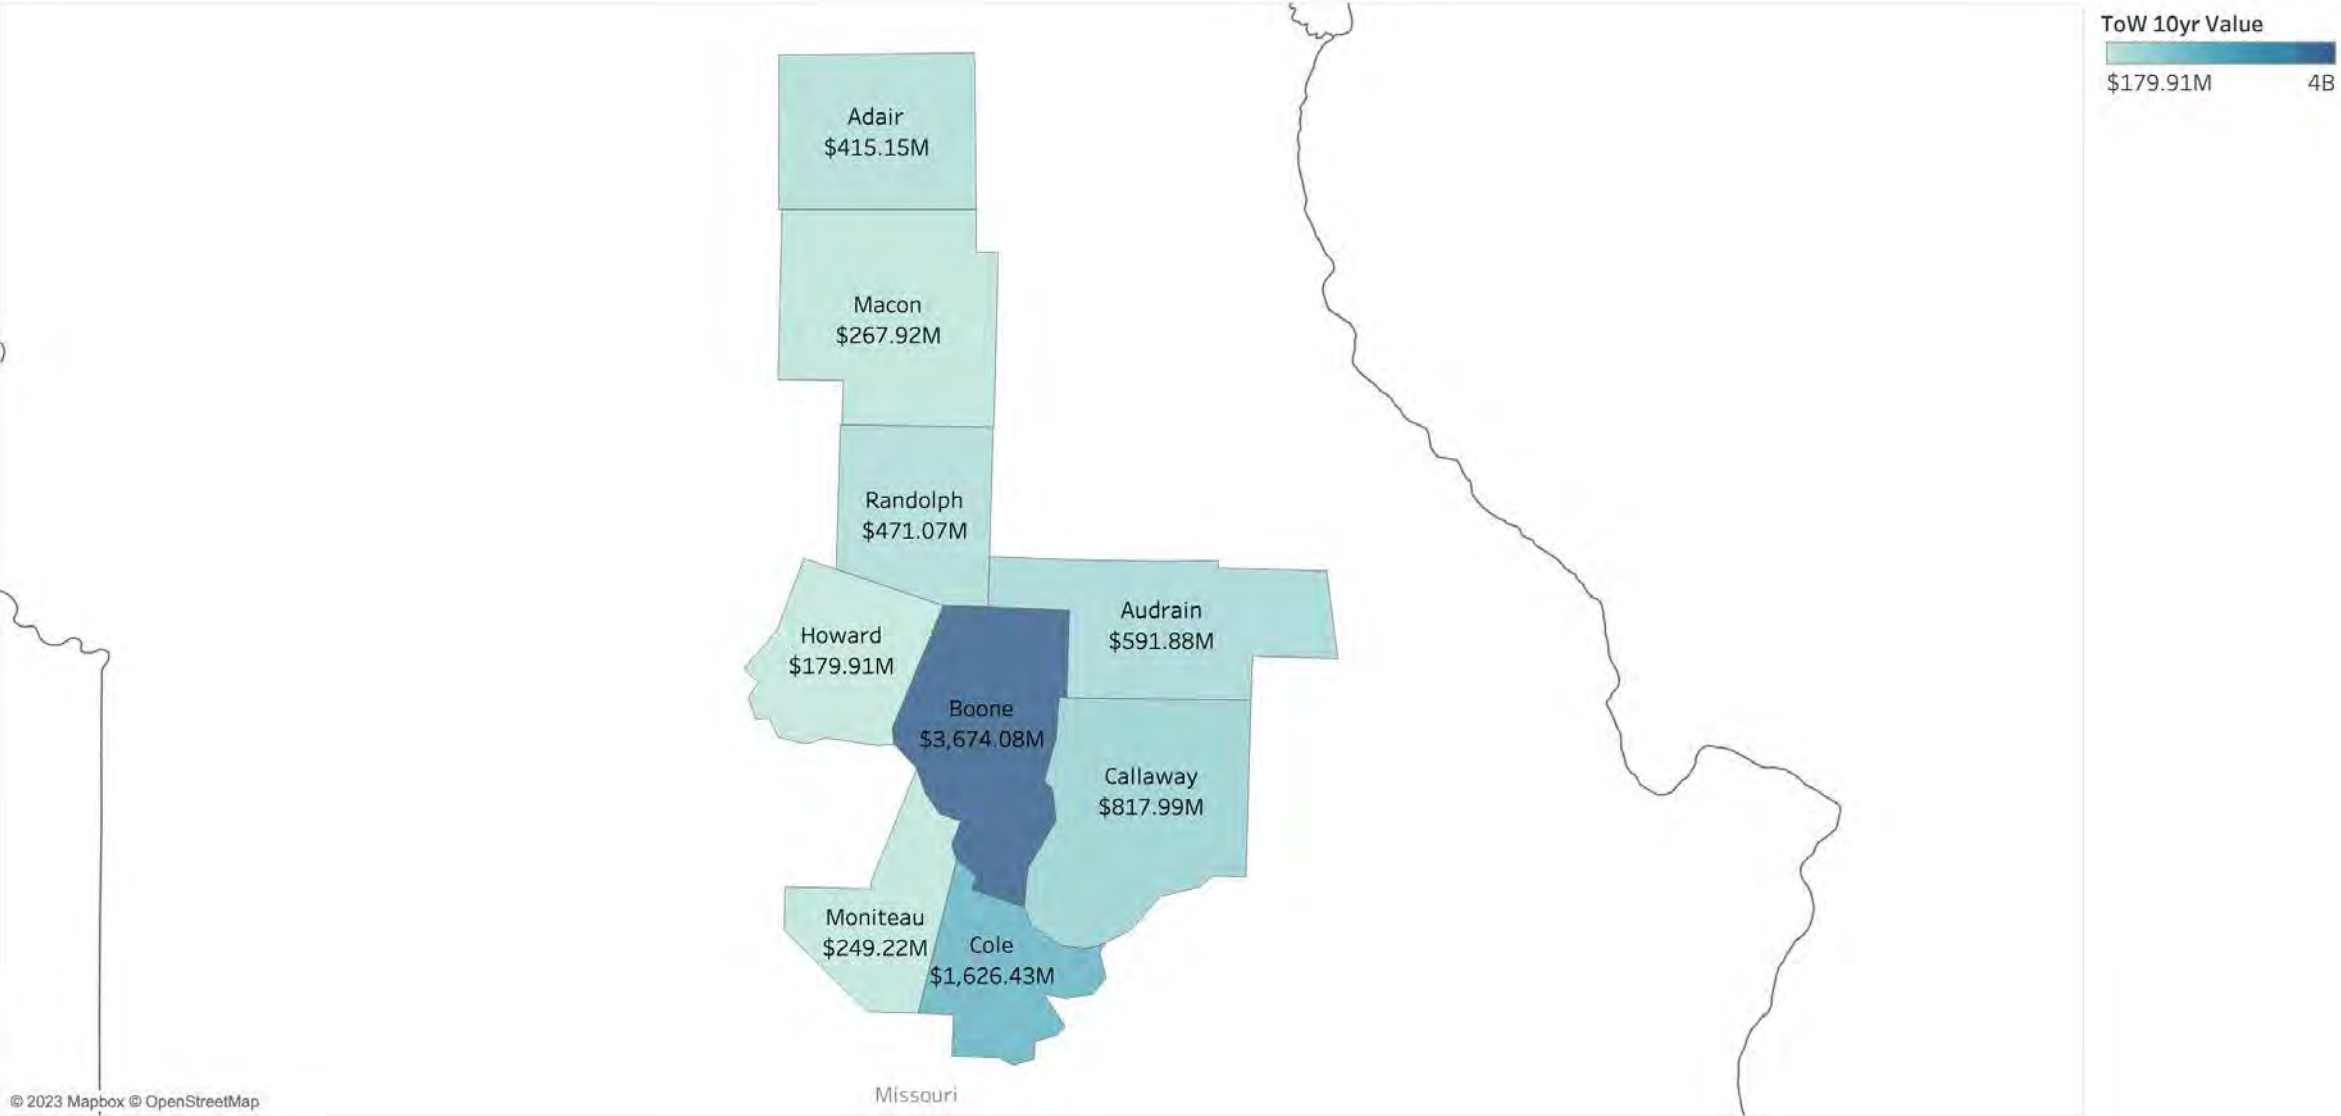 ToW 10yr Value
$179.91M 4B
Adair
$415.15M
Macon
$267.92M
Randolph
$471.07M
Audrain
$591.88M
Howard
$179.91M
Boone
$3,674.08M
Callaway
$817.99M
Moniteau
$249.22M
Cole
$1,626.43M
Missouri
© 2023 Mapbox © OpenStreetMap